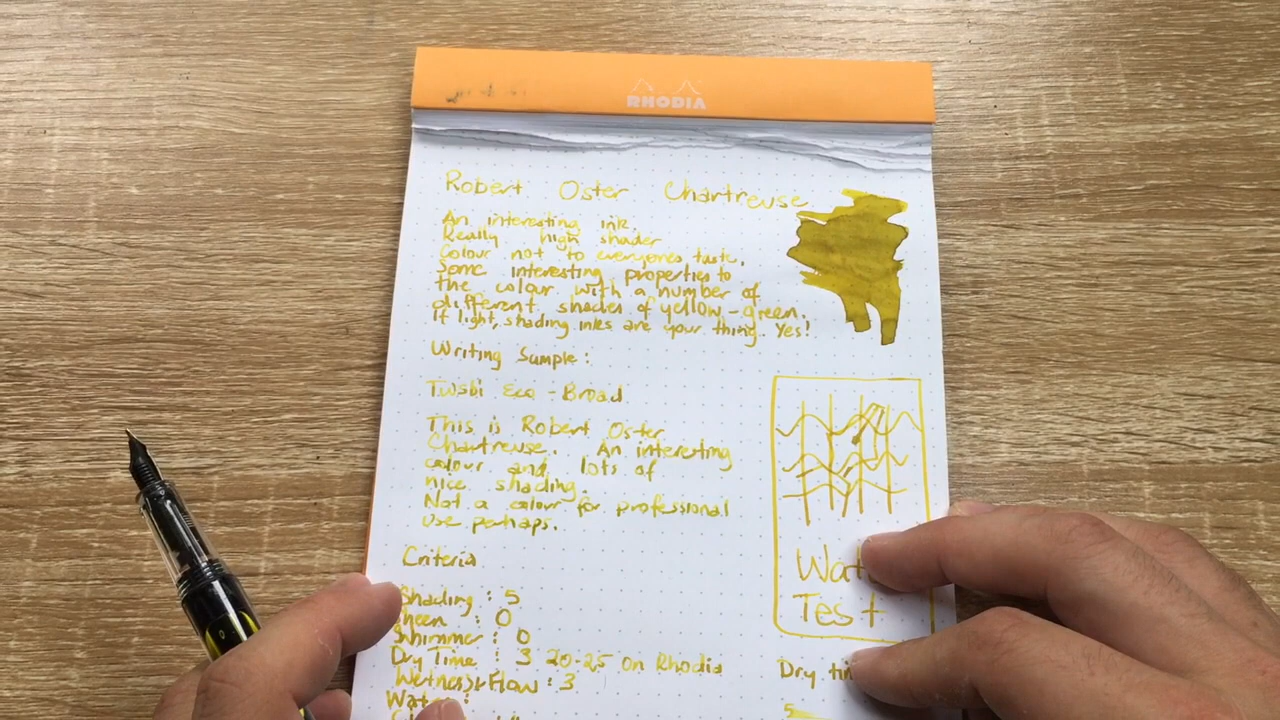 RHODIA
Robert Oster Chartreuse
An interesting ink.
Really high shader
Colour not to everyones taste.
Some interesting properties to
the colour with a number of
different shades of yellow-green.
If light, shading inks are your thing. Yes!
Writing Sample:
Twsbi Eco - Broad
This is Robert Oster
Chartreuse. An interesting
colour and lots of
nice shading.
Not a colour for professional
use perhaps.
Water
Test
Criteria
Shading : 5
Sheen : 0
Shimmer : 0
Dry Time : 3 20-25 on Rhodia
Wetness/Flow : 3
Water :
Dry
5